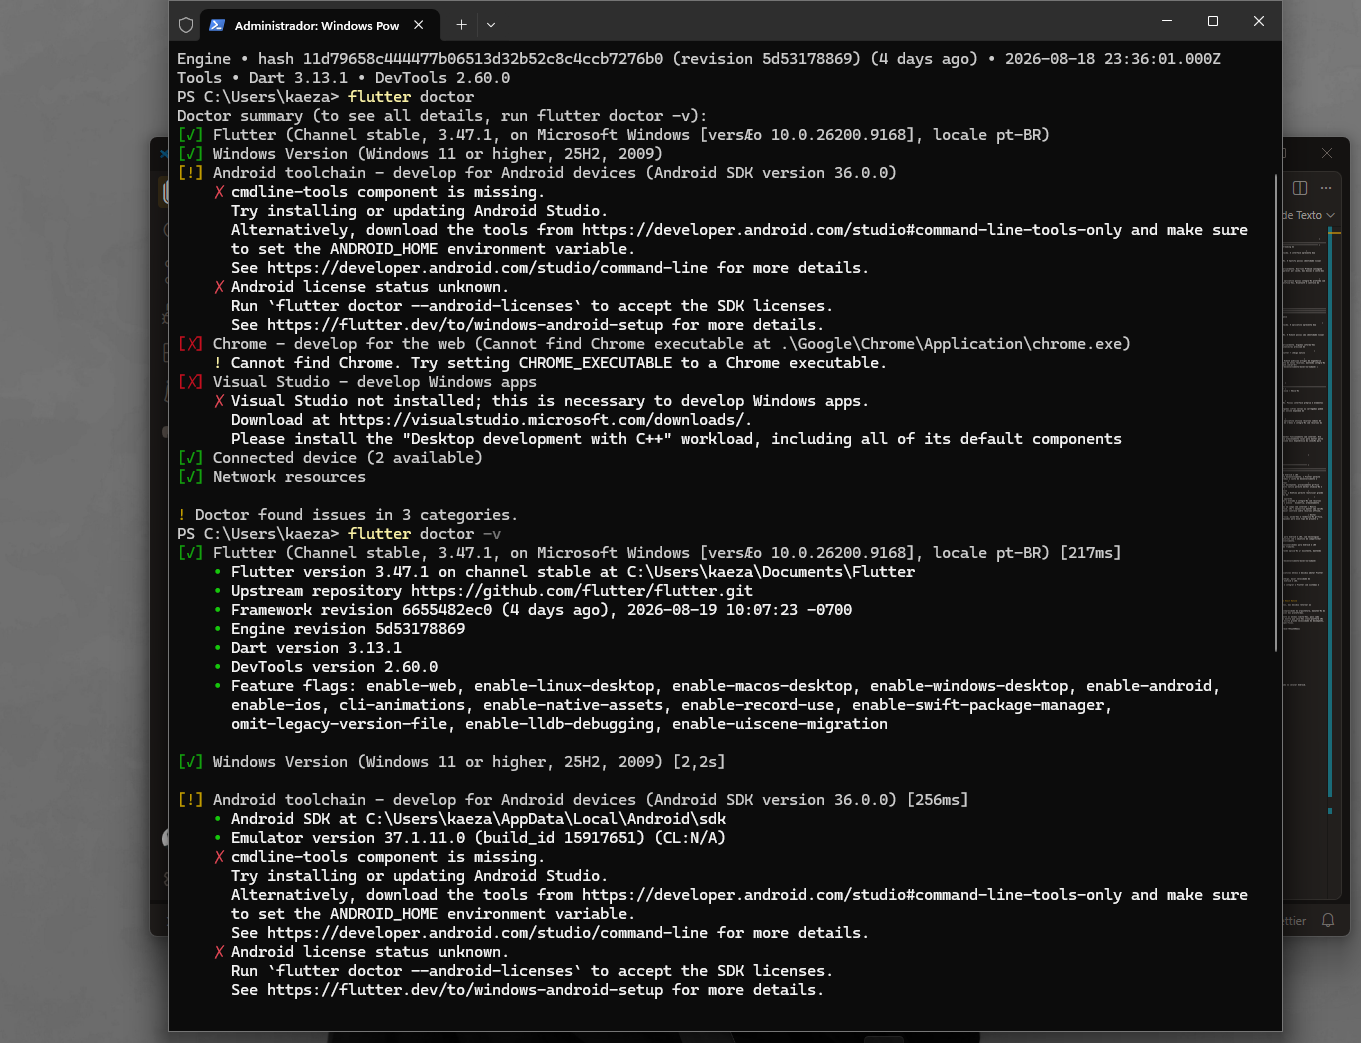 Administrador: Windows Pow
Engine • hash 11d79658c444477b06513d32b52c8c4ccb7276b0 (revision 5d53178869) (4 days ago) • 2026-08-18 23:36:01.000Z
Tools • Dart 3.13.1 • DevTools 2.60.0
PS C:\Users\kaeza> flutter doctor
Doctor summary (to see all details, run flutter doctor -v):
[√] Flutter (Channel stable, 3.47.1, on Microsoft Windows [versÆo 10.0.26200.9168], locale pt-BR)
[√] Windows Version (Windows 11 or higher, 25H2, 2009)
[!] Android toolchain - develop for Android devices (Android SDK version 36.0.0)
X cmdline-tools component is missing.
Try installing or updating Android Studio.
Alternatively, download the tools from https://developer.android.com/studio#command-line-tools-only and make sure
to set the ANDROID_HOME environment variable.
See https://developer.android.com/studio/command-line for more details.
X Android license status unknown.
Run `flutter doctor --android-licenses` to accept the SDK licenses.
See https://flutter.dev/to/windows-android-setup for more details.
[X] Chrome - develop for the web (Cannot find Chrome executable at .\Google\Chrome\Application\chrome.exe)
! Cannot find Chrome. Try setting CHROME_EXECUTABLE to a Chrome executable.
[X] Visual Studio - develop Windows apps
X Visual Studio not installed; this is necessary to develop Windows apps.
Download at https://visualstudio.microsoft.com/downloads/.
Please install the "Desktop development with C++" workload, including all of its default components
[√] Connected device (2 available)
[√] Network resources
! Doctor found issues in 3 categories.
PS C:\Users\kaeza> flutter doctor -v
[√] Flutter (Channel stable, 3.47.1, on Microsoft Windows [versÆo 10.0.26200.9168], locale pt-BR) [217ms]
• Flutter version 3.47.1 on channel stable at C:\Users\kaeza\Documents\Flutter
• Upstream repository https://github.com/flutter/flutter.git
• Framework revision 6655482ec0 (4 days ago), 2026-08-19 10:07:23 -0700
• Engine revision 5d53178869
• Dart version 3.13.1
• DevTools version 2.60.0
• Feature flags: enable-web, enable-linux-desktop, enable-macos-desktop, enable-windows-desktop, enable-android,
enable-ios, cli-animations, enable-native-assets, enable-record-use, enable-swift-package-manager,
omit-legacy-version-file, enable-lldb-debugging, enable-uiscene-migration
[√] Windows Version (Windows 11 or higher, 25H2, 2009) [2,2s]
[!] Android toolchain - develop for Android devices (Android SDK version 36.0.0) [256ms]
• Android SDK at C:\Users\kaeza\AppData\Local\Android\sdk
• Emulator version 37.1.11.0 (build_id 15917651) (CL:N/A)
X cmdline-tools component is missing.
Try installing or updating Android Studio.
Alternatively, download the tools from https://developer.android.com/studio#command-line-tools-only and make sure
to set the ANDROID_HOME environment variable.
See https://developer.android.com/studio/command-line for more details.
X Android license status unknown.
Run `flutter doctor --android-licenses` to accept the SDK licenses.
See https://flutter.dev/to/windows-android-setup for more details.
de Texto
ettier